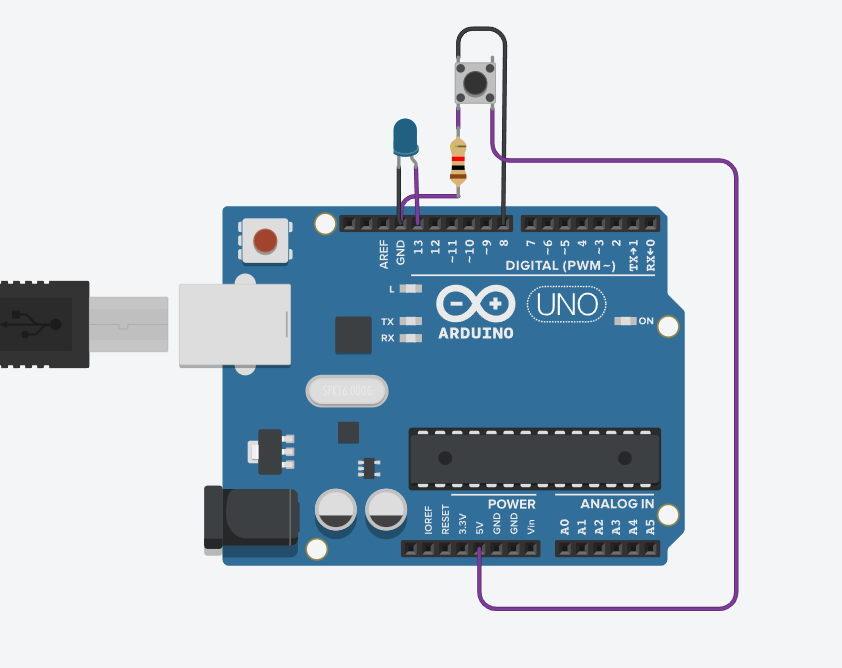 AREF
GND
13
12
~11
~10
~9
8
7
~6
~5
4
~3
2
TX→1
RX←0
DIGITAL (PWM~)
L
TX
RX
UNO
ARDUINO
ON
POWER
ANALOG IN
IOREF
RESET
3.3V
5V
GND
GND
Vin
A0
A1
A2
A3
A4
A5